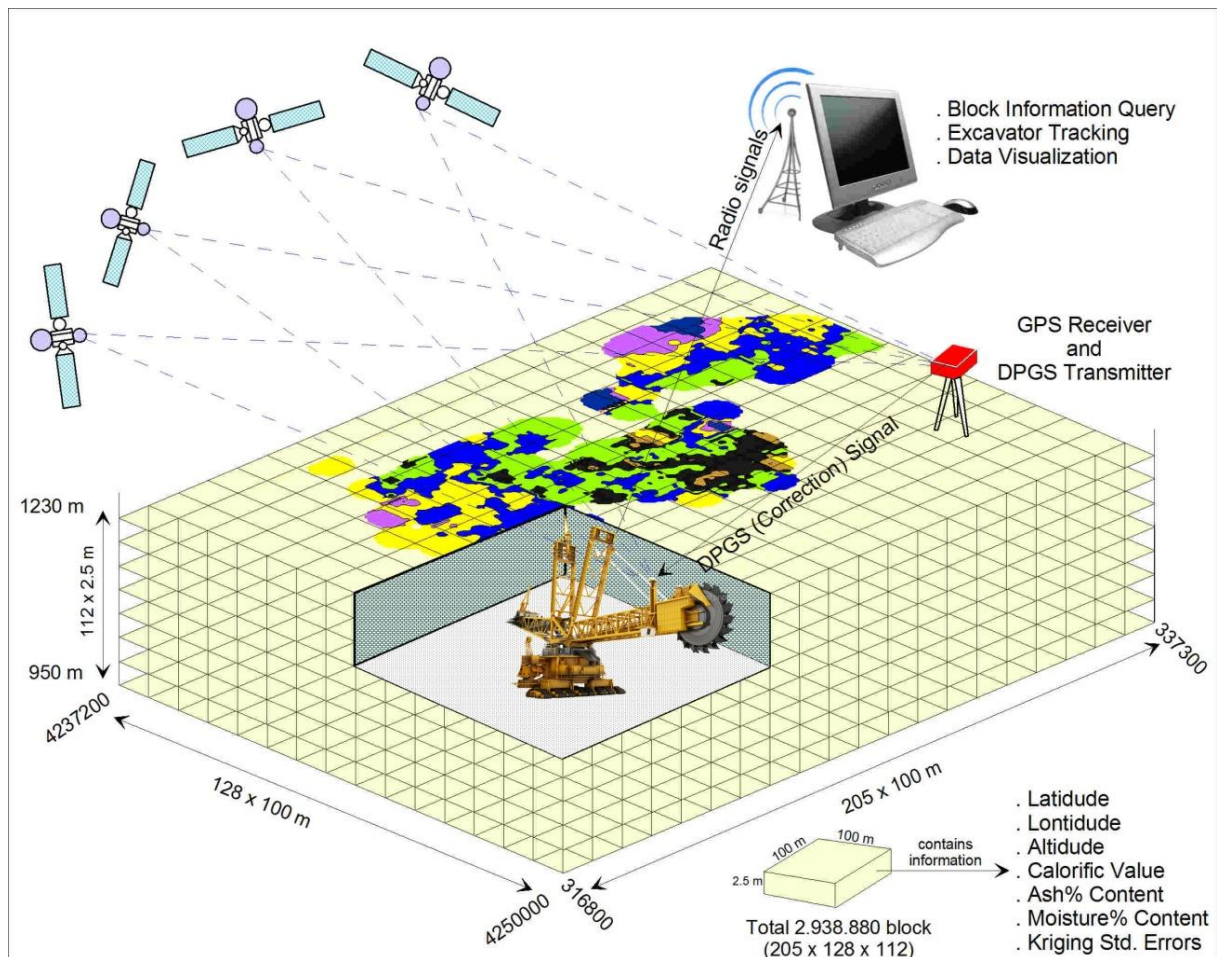 . Block Information Query
. Excavator Tracking
. Data Visualization
Radio signals
GPS Receiver
and
DPGS Transmitter
DPGS (Correction) Signal
1230 m
112 x 2.5 m
950 m
4237200
128 x 100 m
4250000
316800
205 x 100 m
337300
100 m
100 m
2.5 m
contains
information
Total 2.938.880 block
(205 x 128 x 112)
. Latidude
. Lontidude
. Altidude
. Calorific Value
. Ash% Content
. Moisture% Content
. Kriging Std. Errors